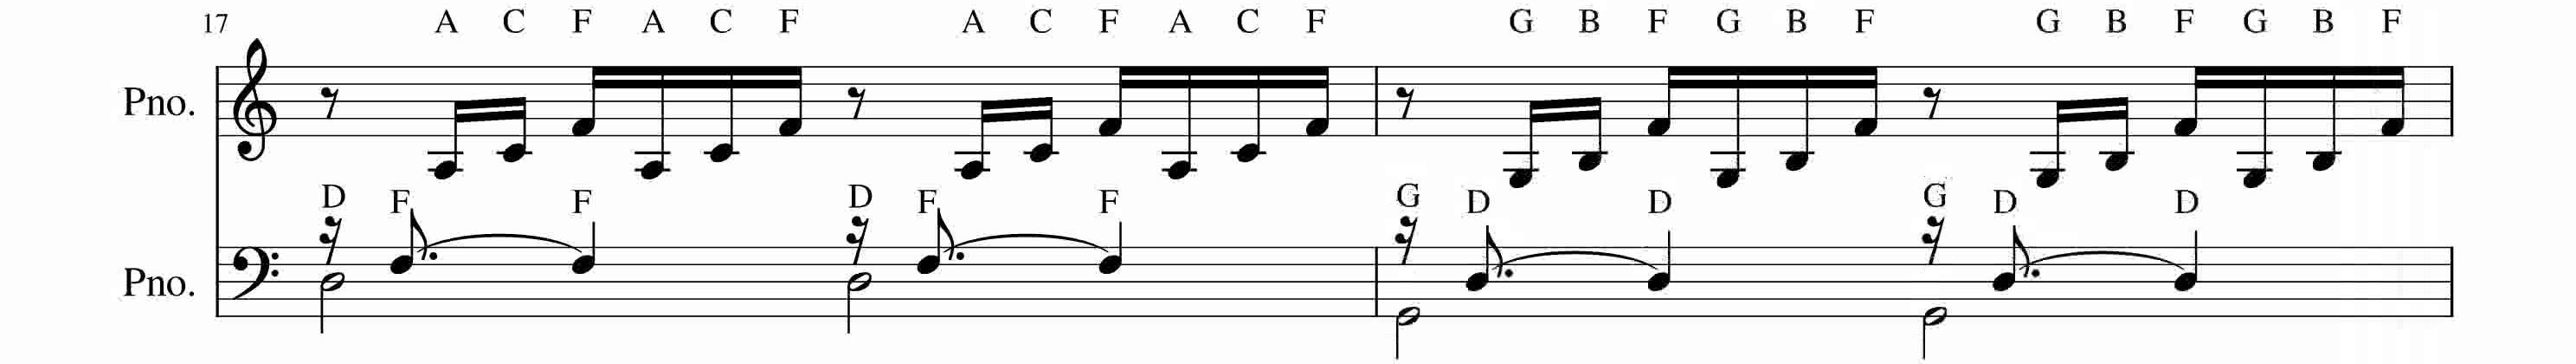 17 A C F A C F A C F A C F G B F G B F G B F G B F
Pno.
D F F D F F G D D G D D
Pno.